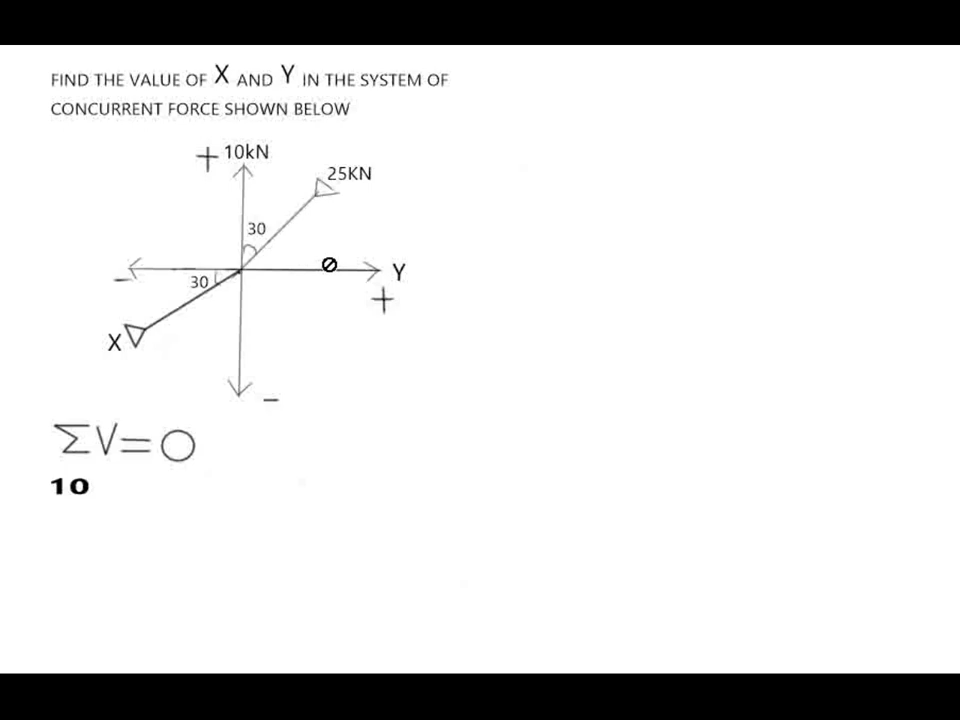 FIND THE VALUE OF X AND Y IN THE SYSTEM OF
CONCURRENT FORCE SHOWN BELOW
+ 10kN
25KN
30
– Y
30
+
X
–
ΣV=0
10